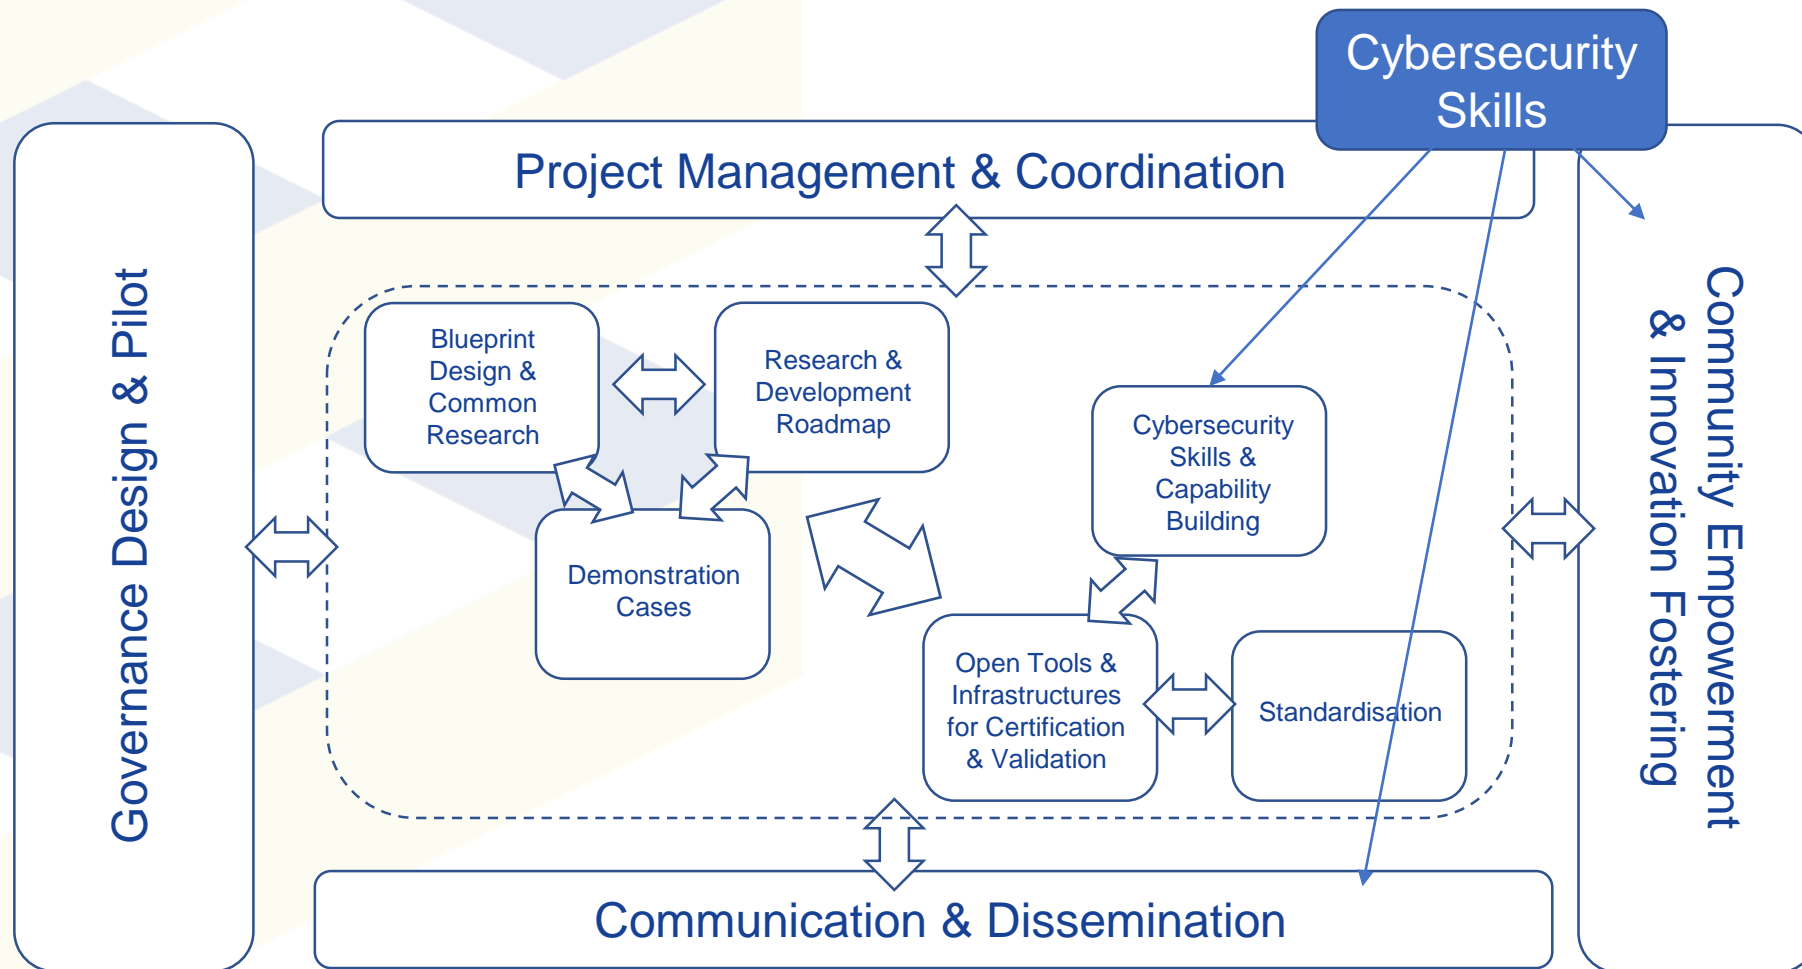 Cybersecurity
Skills
Project Management & Coordination
Governance Design & Pilot
Blueprint
Design &
Common
Research
Research &
Development
Roadmap
Demonstration
Cases
Cybersecurity
Skills &
Capability
Building
Open Tools &
Infrastructures
for Certification
& Validation
Standardisation
Community Empowerment
& Innovation Fostering
Communication & Dissemination